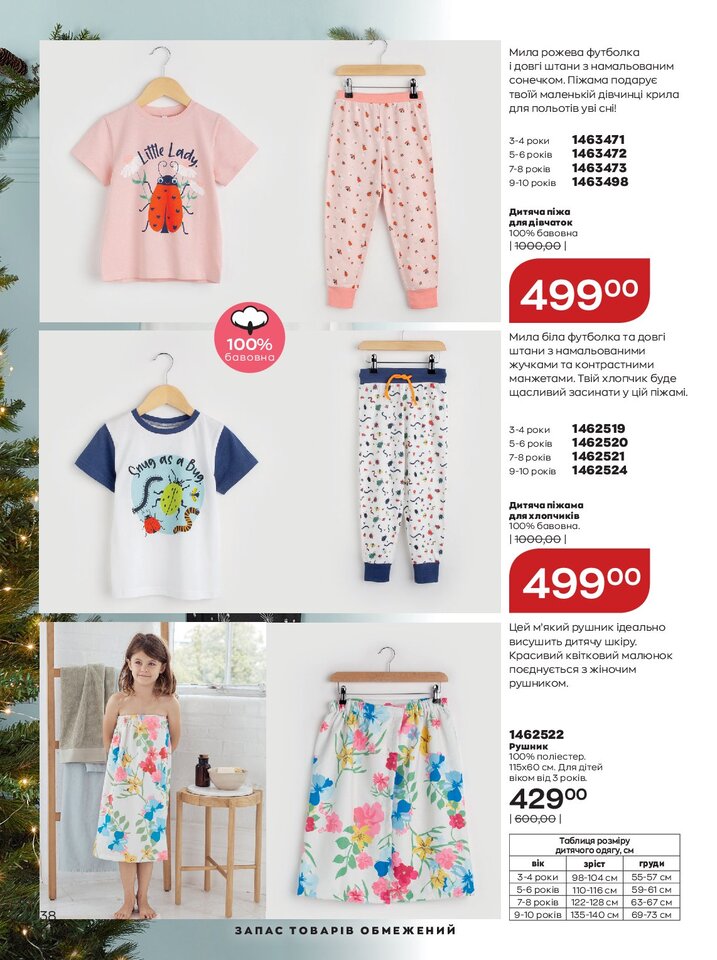 Little Lady
Мила рожева футболка
і довгі штани з намальованим
сонечком. Піжама подарує
твоїй маленькій дівчинці крила
для польотів уві сні!
3-4 роки 1463471
5-6 років 1463472
7-8 років 1463473
9-10 років 1463498
Дитяча піжа
для дівчаток
100% бавовна
| 1000,00 |
499⁰⁰
100%
бавовна
Snug as a Bug
Мила біла футболка та довгі
штани з намальованими
жучками та контрастними
манжетами. Твій хлопчик буде
щасливий засинати у цій піжамі.
3-4 роки 1462519
5-6 років 1462520
7-8 років 1462521
9-10 років 1462524
Дитяча піжама
для хлопчиків
100% бавовна.
| 1000,00 |
499⁰⁰
Цей м'який рушник ідеально
висушить дитячу шкіру.
Красивий квітковий малюнок
поєднується з жіночим
рушником.
1462522
Рушник
100% поліестер.
115х60 см. Для дітей
віком від 3 років.
429⁰⁰
| 600,00 |
Таблиця розміру
дитячого одягу, см
вік зріст груди
3-4 роки 98-104 см 55-57 см
5-6 років 110-116 см 59-61 см
7-8 років 122-128 см 63-67 см
9-10 років 135-140 см 69-73 см
38
ЗАПАС ТОВАРІВ ОБМЕЖЕНИЙ